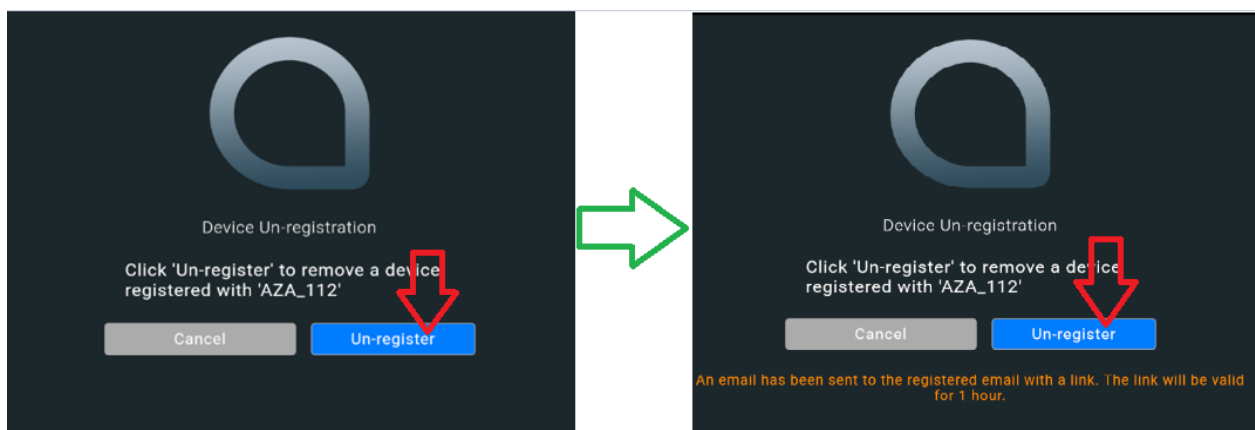 Device Un-registration
Click 'Un-register' to remove a device
registered with 'AZA_112'
Cancel
Un-register
Device Un-registration
Click 'Un-register' to remove a device
registered with 'AZA_112'
Cancel
Un-register
An email has been sent to the registered email with a link. The link will be valid
for 1 hour.